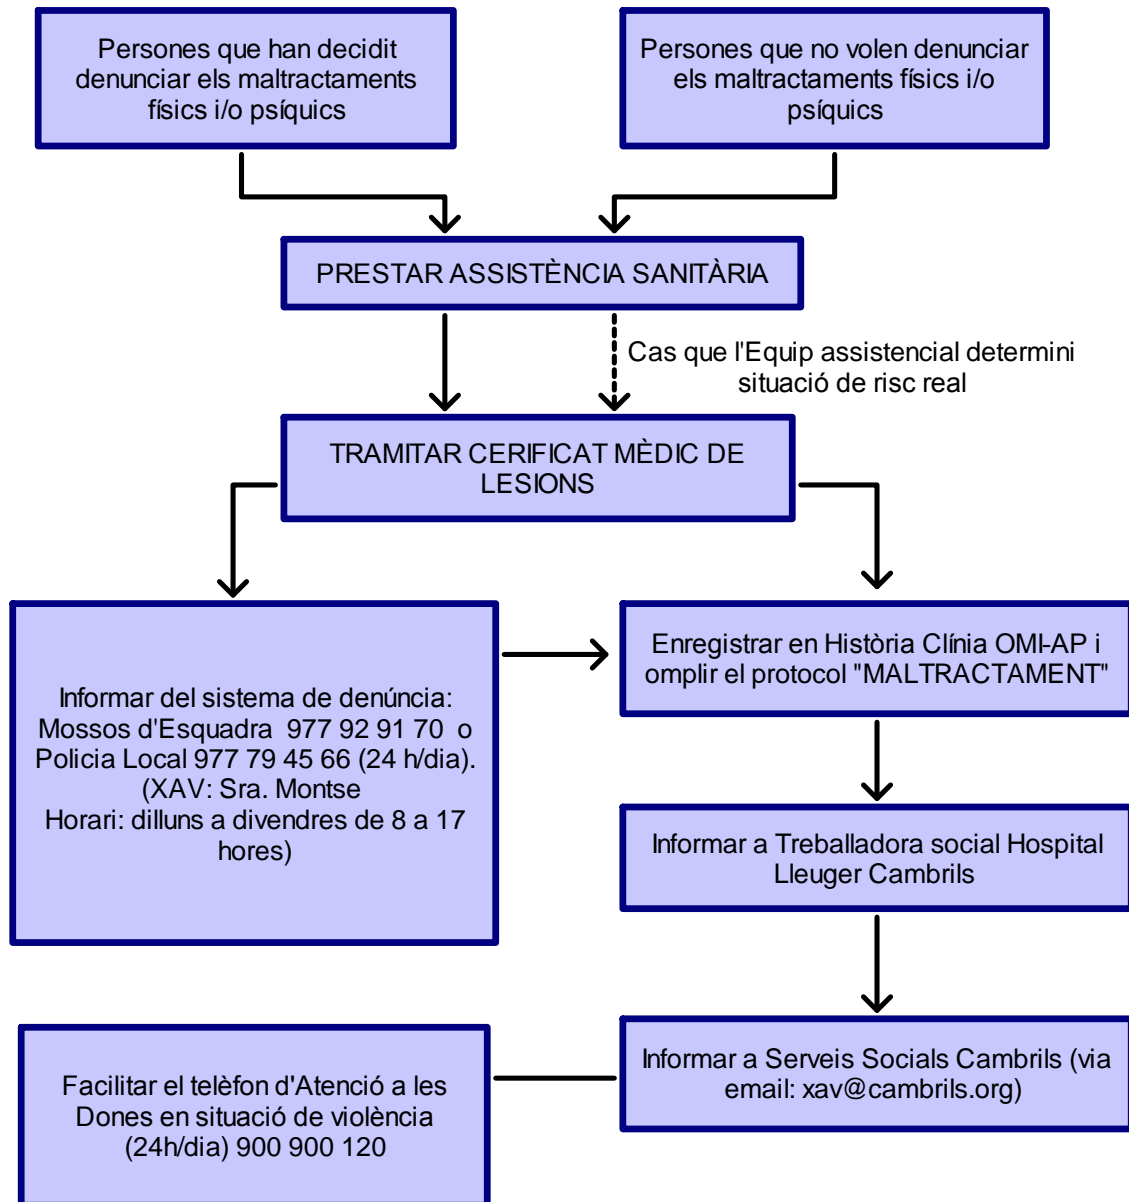 Persones que han decidit
denunciar els maltractaments
físics i/o psíquics
Persones que no volen denunciar
els maltractaments físics i/o
psíquics
PRESTAR ASSISTÈNCIA SANITÀRIA
Cas que l'Equip assistencial determini
situació de risc real
TRAMITAR CERIFICAT MÈDIC DE
LESIONS
Informar del sistema de denúncia:
Mossos d'Esquadra 977 92 91 70 o
Policia Local 977 79 45 66 (24 h/dia).
(XAV: Sra. Montse
Horari: dilluns a divendres de 8 a 17
hores)
Enregistrar en Història Clínia OMI-AP i
omplir el protocol "MALTRACTAMENT"
Informar a Treballadora social Hospital
Lleuger Cambrils
Informar a Serveis Socials Cambrils (via
email: xav@cambrils.org)
Facilitar el telèfon d'Atenció a les
Dones en situació de violència
(24h/dia) 900 900 120